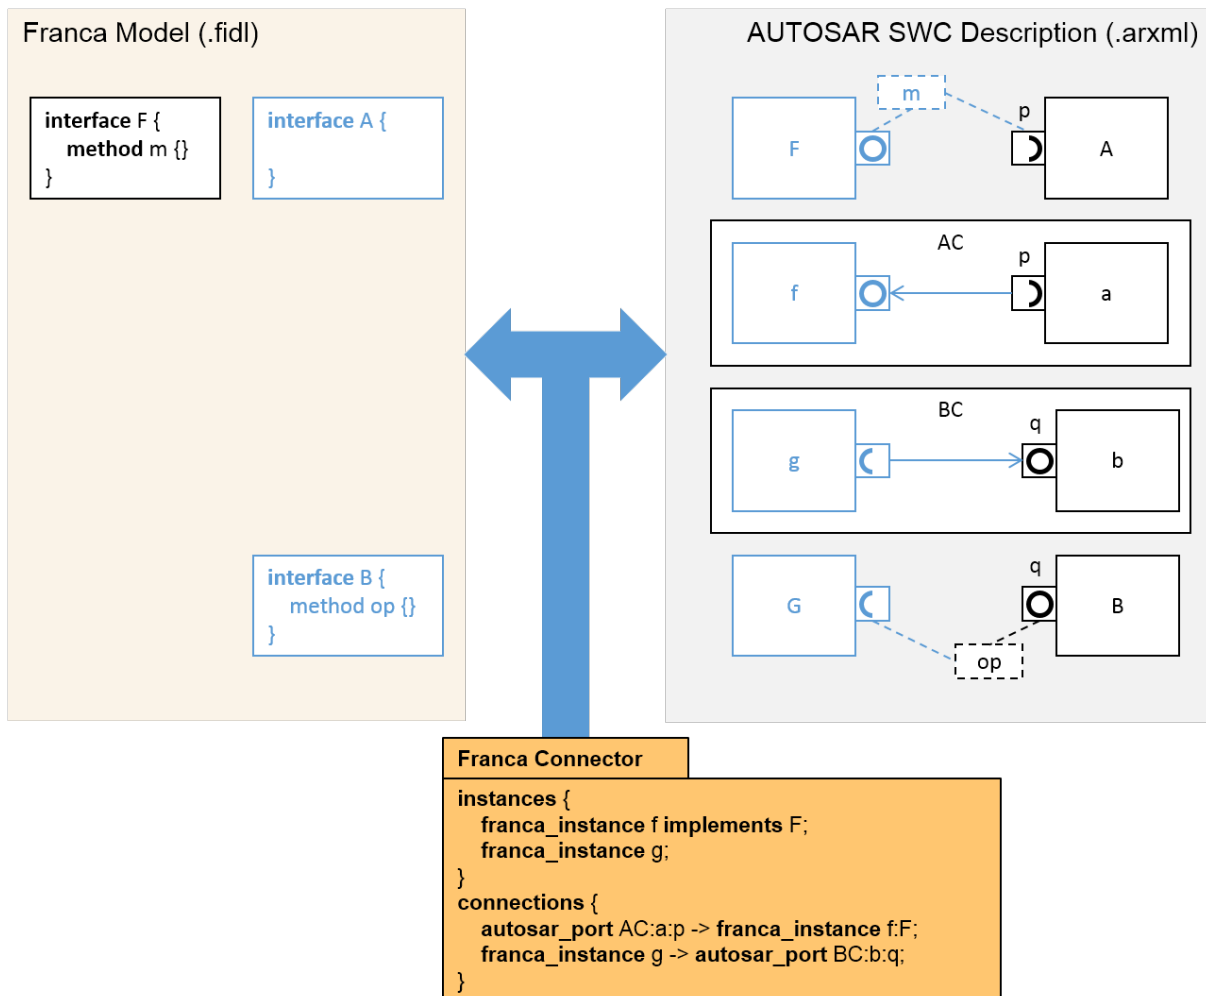 Franca Model (.fidl)
interface F {
method m {}
}
interface A {
}
interface B {
method op {}
}
AUTOSAR SWC Description (.arxml)
m
F
p
A
AC
f
p
a
BC
g
q
b
G
q
B
op
Franca Connector
instances {
franca_instance f implements F;
franca_instance g;
}
connections {
autosar_port AC:a:p -> franca_instance f:F;
franca_instance g -> autosar_port BC:b:q;
}